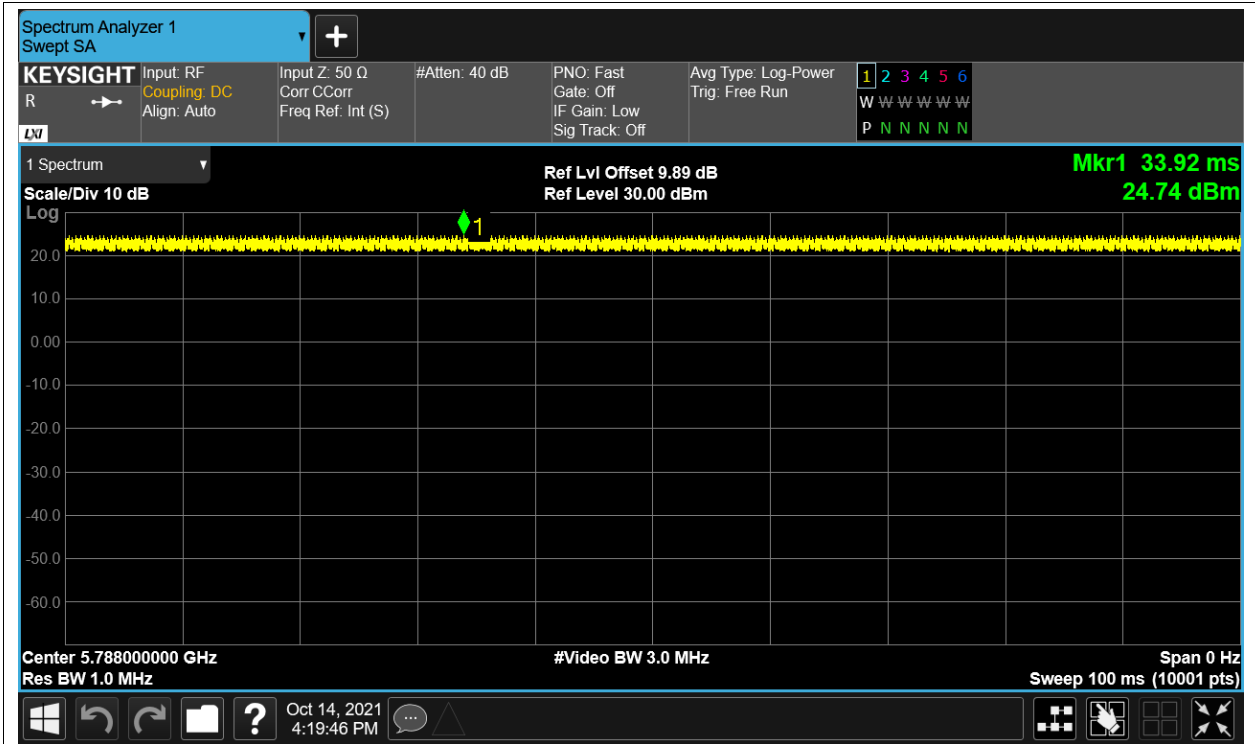 Spectrum Analyzer 1
Swept SA
KEYSIGHT
R
LXI
Input: RF
Coupling: DC
Align: Auto
Input Z: 50 Ω
Corr CCorr
Freq Ref: Int (S)
#Atten: 40 dB
PNO: Fast
Gate: Off
IF Gain: Low
Sig Track: Off
Avg Type: Log-Power
Trig: Free Run
1 2 3 4 5 6
W W W W W W
P N N N N N
1 Spectrum
Scale/Div 10 dB
Log
Ref Lvl Offset 9.89 dB
Ref Level 30.00 dBm
Mkr1 33.92 ms
24.74 dBm
1
20.0
10.0
0.00
-10.0
-20.0
-30.0
-40.0
-50.0
-60.0
Center 5.788000000 GHz
#Video BW 3.0 MHz
Span 0 Hz
Res BW 1.0 MHz
Sweep 100 ms (10001 pts)
?
Oct 14, 2021
4:19:46 PM